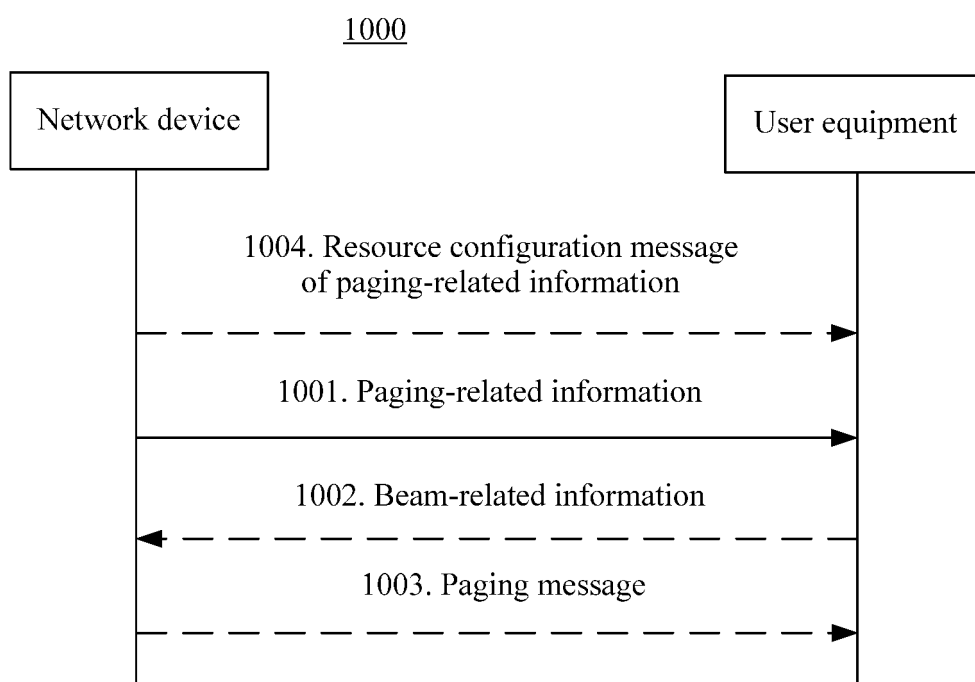 1000
Network device
User equipment
1004. Resource configuration message
of paging-related information
1001. Paging-related information
1002. Beam-related information
1003. Paging message